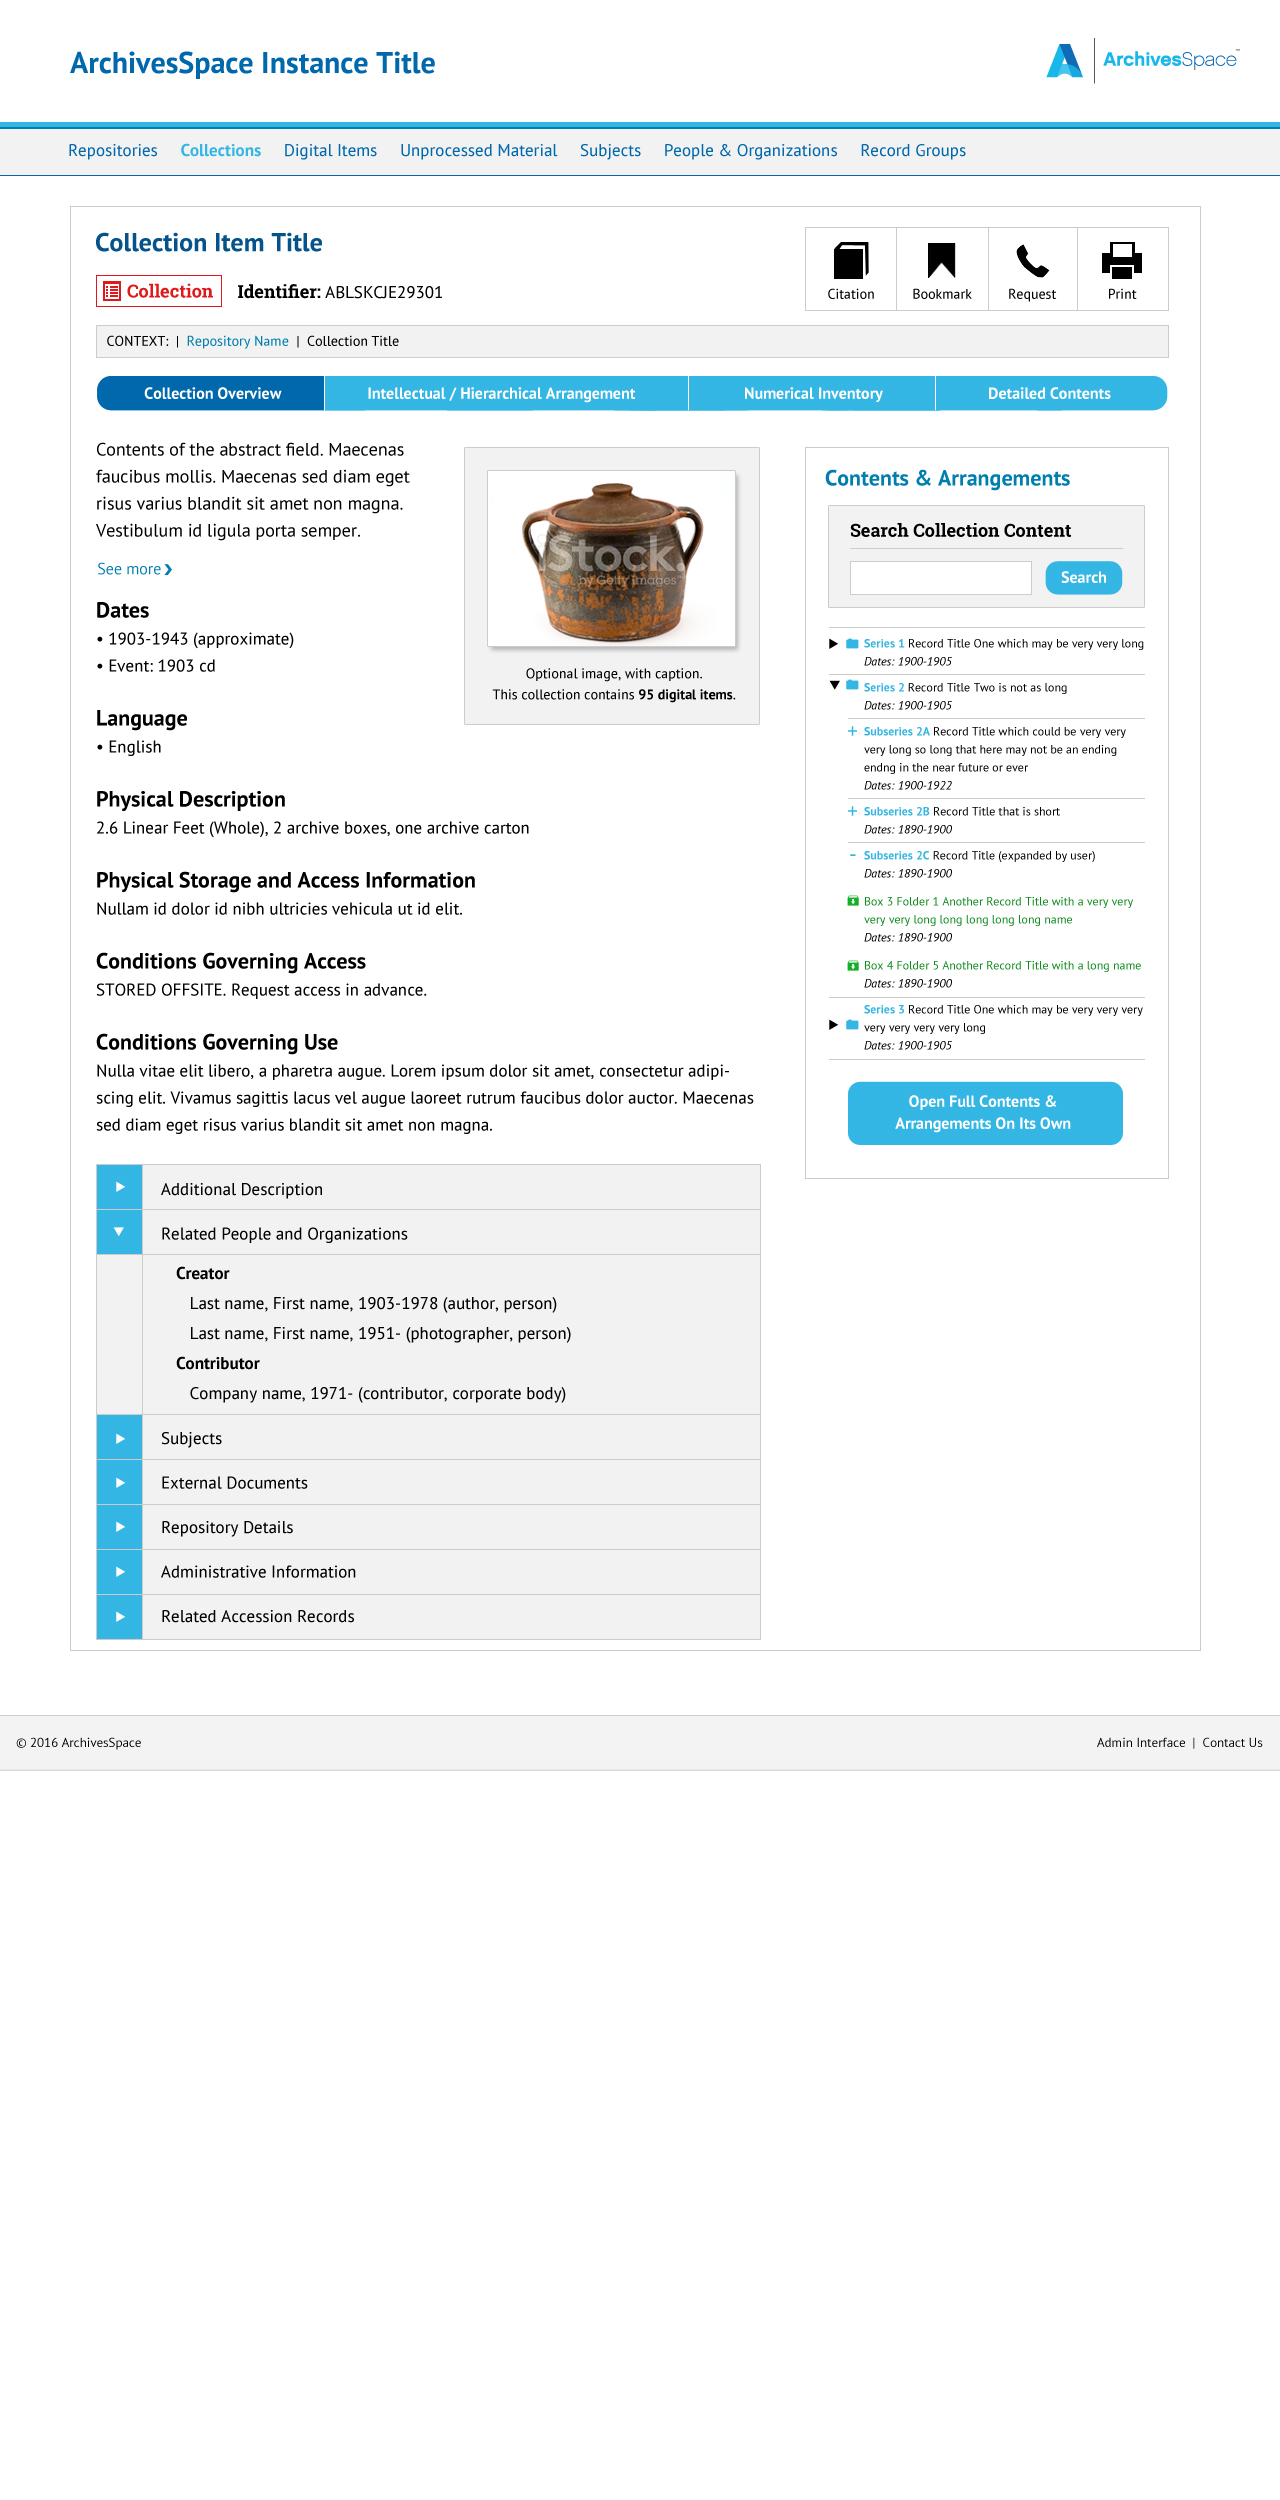 ArchivesSpace Instance Title
ArchivesSpace™
Repositories Collections Digital Items Unprocessed Material Subjects People & Organizations Record Groups
Collection Item Title
Collection Identifier: ABLSKCJE29301
Citation Bookmark Request Print
CONTEXT: | Repository Name | Collection Title
Collection Overview Intellectual / Hierarchical Arrangement Numerical Inventory Detailed Contents
Contents of the abstract field. Maecenas
faucibus mollis. Maecenas sed diam eget
risus varius blandit sit amet non magna.
Vestibulum id ligula porta semper.
See more
iStock.
by Getty Images™
Optional image, with caption.
This collection contains 95 digital items.
Dates
• 1903-1943 (approximate)
• Event: 1903 cd
Language
• English
Physical Description
2.6 Linear Feet (Whole), 2 archive boxes, one archive carton
Physical Storage and Access Information
Nullam id dolor id nibh ultricies vehicula ut id elit.
Conditions Governing Access
STORED OFFSITE. Request access in advance.
Conditions Governing Use
Nulla vitae elit libero, a pharetra augue. Lorem ipsum dolor sit amet, consectetur adipi-
scing elit. Vivamus sagittis lacus vel augue laoreet rutrum faucibus dolor auctor. Maecenas
sed diam eget risus varius blandit sit amet non magna.
Additional Description
Related People and Organizations
Creator
Last name, First name, 1903-1978 (author, person)
Last name, First name, 1951- (photographer, person)
Contributor
Company name, 1971- (contributor, corporate body)
Subjects
External Documents
Repository Details
Administrative Information
Related Accession Records
Contents & Arrangements
Search Collection Content
Search
Series 1 Record Title One which may be very very long
Dates: 1900-1905
Series 2 Record Title Two is not as long
Dates: 1900-1905
+ Subseries 2A Record Title which could be very very
very long so long that here may not be an ending
endng in the near future or ever
Dates: 1900-1922
+ Subseries 2B Record Title that is short
Dates: 1890-1900
- Subseries 2C Record Title (expanded by user)
Dates: 1890-1900
Box 3 Folder 1 Another Record Title with a very very
very very long long long long long name
Dates: 1890-1900
Box 4 Folder 5 Another Record Title with a long name
Dates: 1890-1900
Series 3 Record Title One which may be very very very
very very very very long
Dates: 1900-1905
Open Full Contents &
Arrangements On Its Own
© 2016 ArchivesSpace
Admin Interface | Contact Us